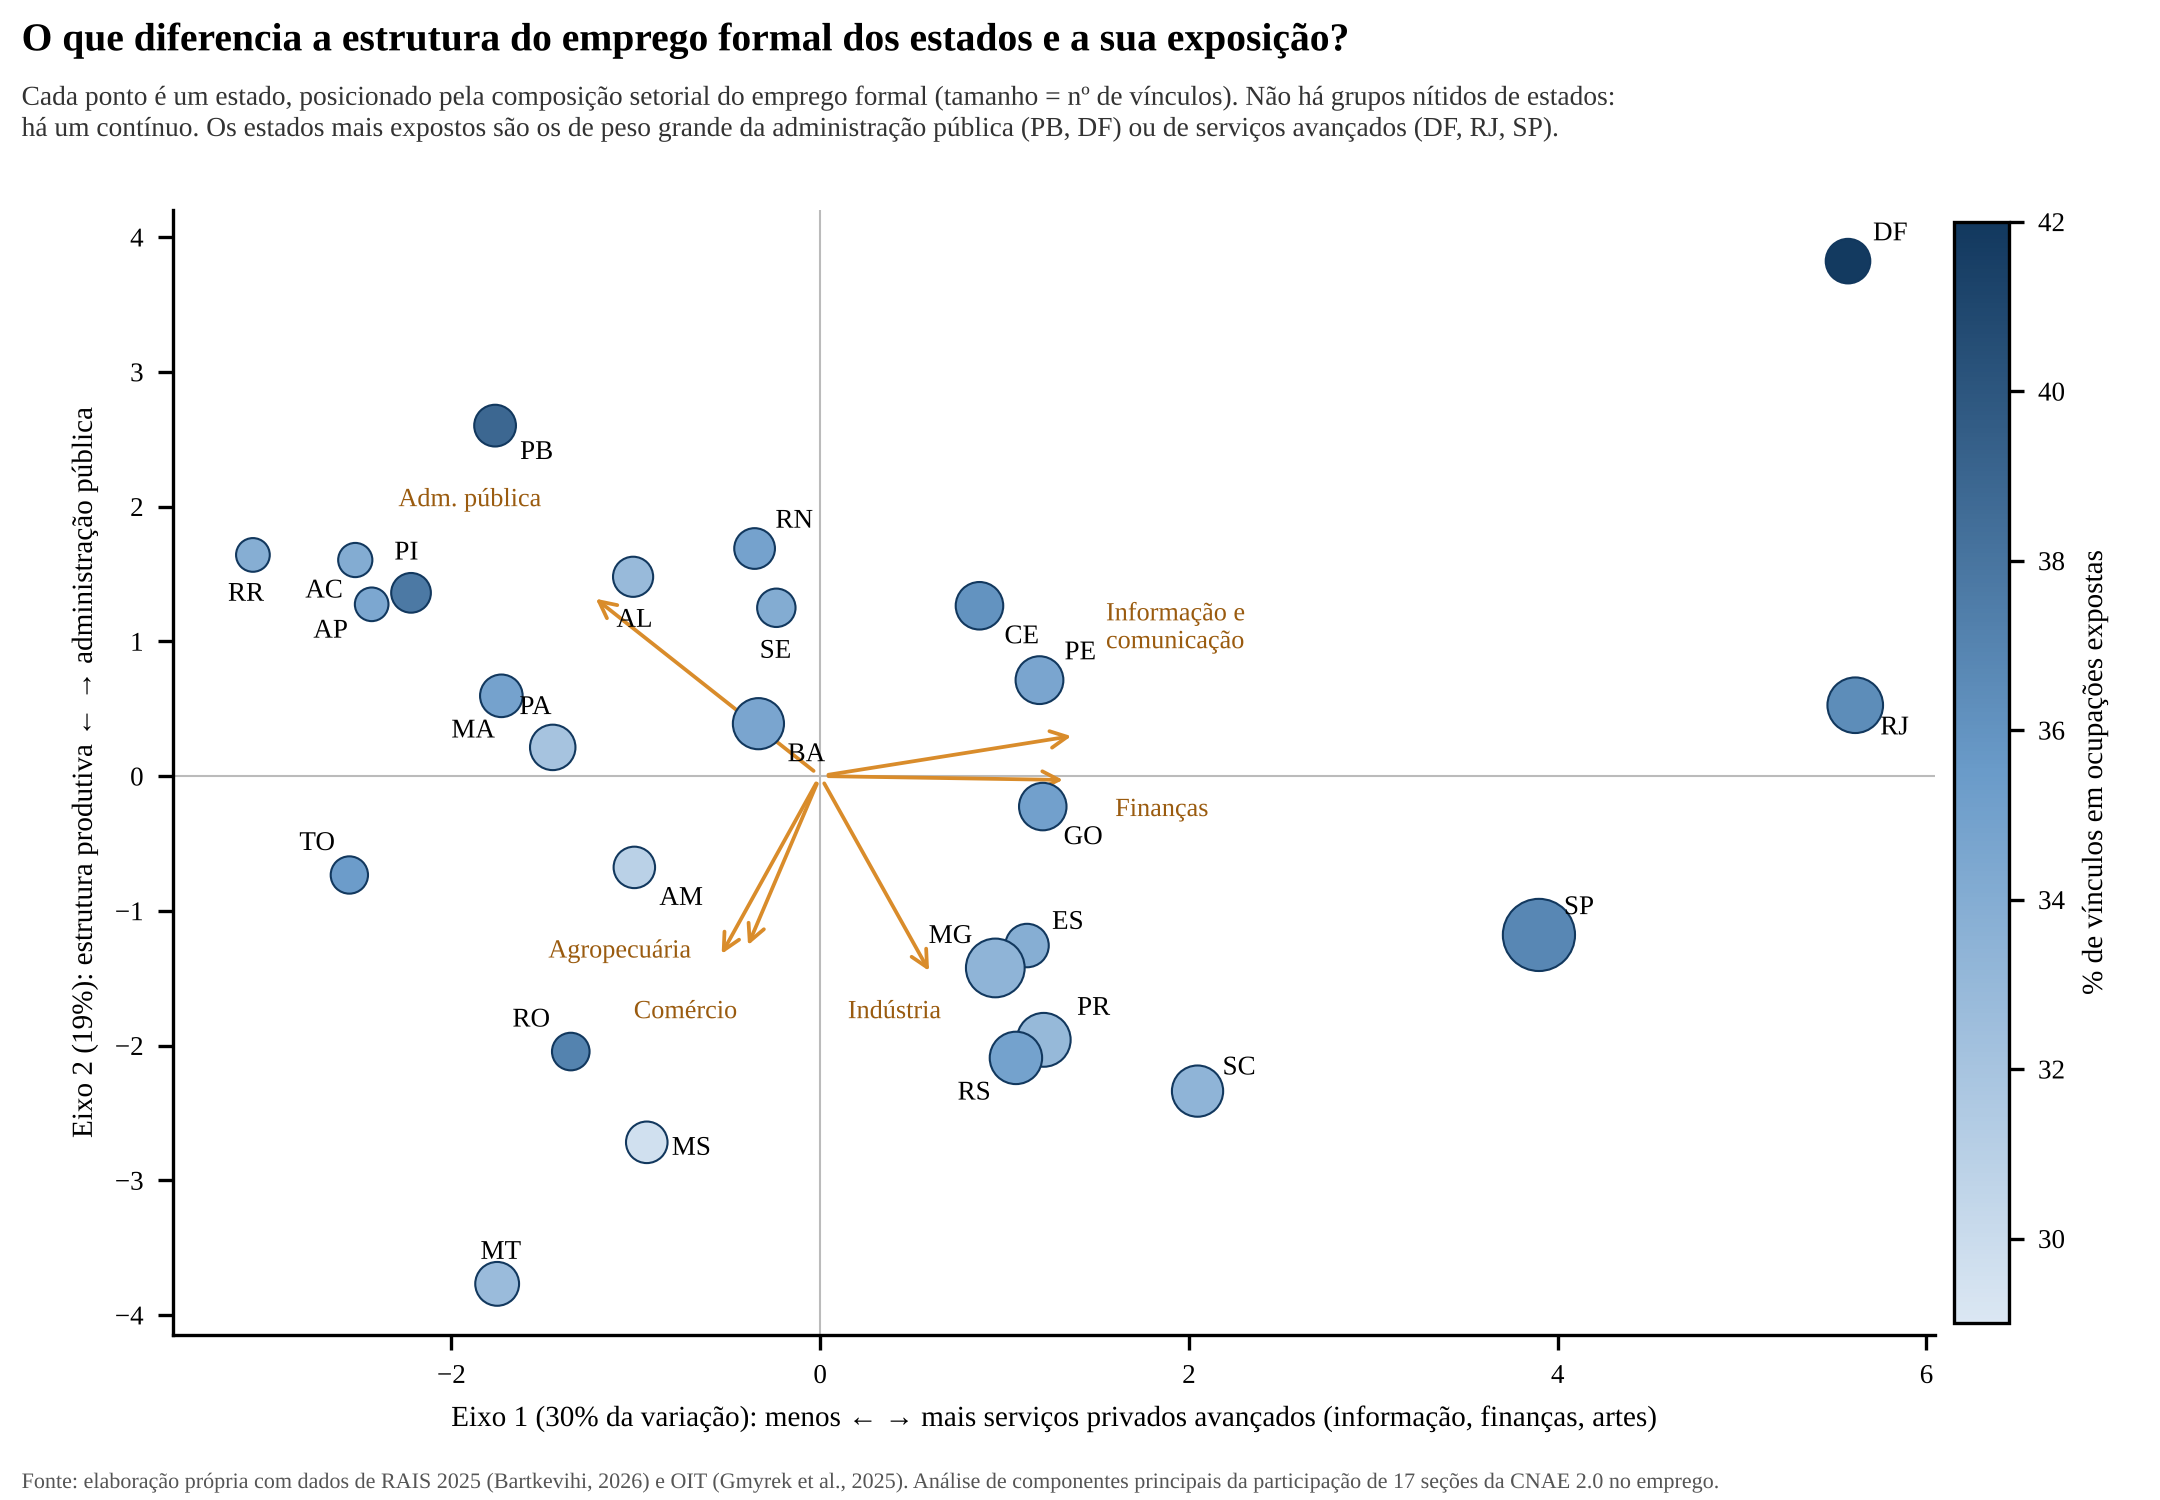 O que diferencia a estrutura do emprego formal dos estados e a sua exposição?
Cada ponto é um estado, posicionado pela composição setorial do emprego formal (tamanho = nº de vínculos). Não há grupos nítidos de estados:
há um contínuo. Os estados mais expostos são os de peso grande da administração pública (PB, DF) ou de serviços avançados (DF, RJ, SP).
Eixo 2 (19%): estrutura produtiva ← → administração pública
4
3
2
1
0
−1
−2
−3
−4
DF
PB
Adm. pública
RN
PI
RR
AC
AP
AL
SE
CE
PE
Informação e
comunicação
MA
PA
BA
RJ
Finanças
GO
TO
AM
SP
MG
ES
Agropecuária
Comércio
Indústria
RO
PR
RS
SC
MS
MT
−2
0
2
4
6
Eixo 1 (30% da variação): menos ← → mais serviços privados avançados (informação, finanças, artes)
42
40
38
36
34
32
30
% de vínculos em ocupações expostas
Fonte: elaboração própria com dados de RAIS 2025 (Bartkevihi, 2026) e OIT (Gmyrek et al., 2025). Análise de componentes principais da participação de 17 seções da CNAE 2.0 no emprego.